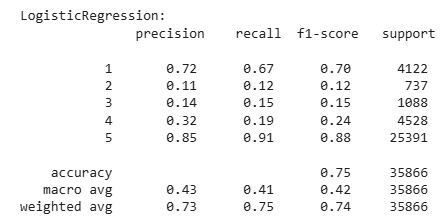 LogisticRegression:
precision recall f1-score support
1 0.72 0.67 0.70 4122
2 0.11 0.12 0.12 737
3 0.14 0.15 0.15 1088
4 0.32 0.19 0.24 4528
5 0.85 0.91 0.88 25391
accuracy 0.75 35866
macro avg 0.43 0.41 0.42 35866
weighted avg 0.73 0.75 0.74 35866